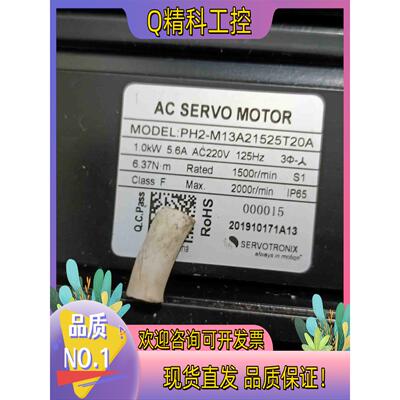 Q精科工控
AC SERVO MOTOR
MODEL:PH2-M13A21525T20A
1.0kW 5.6A AC220V 125Hz 3Φ-人
6.37N·m Rated 1500r/min S1
Class F Max. 2000r/min IP65
Q.C.Pass
RoHS
000015
201910171A13
SERVOTRONIX
always in motion
品质
NO.1
欢迎咨询可开发票
现货直发 品质保证!